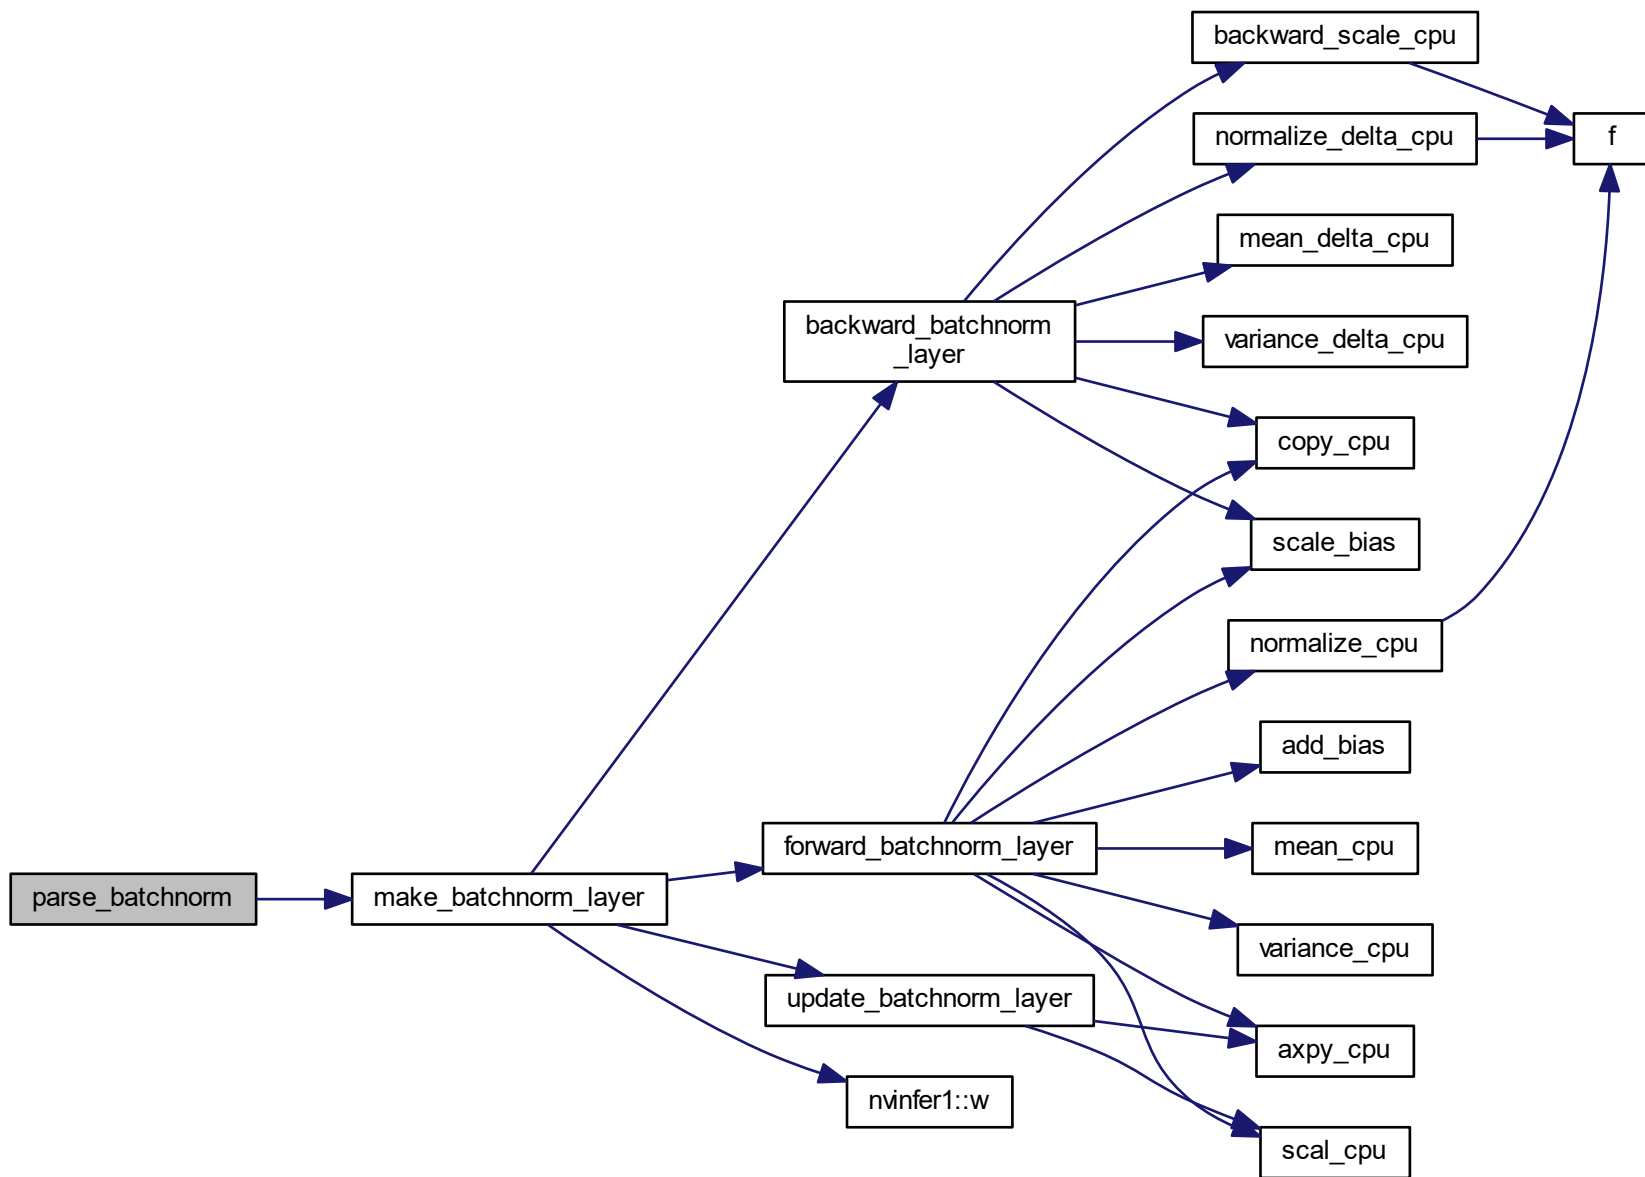 backward_scale_cpu
f
normalize_delta_cpu
mean_delta_cpu
backward_batchnorm
_layer
variance_delta_cpu
copy_cpu
scale_bias
normalize_cpu
add_bias
forward_batchnorm_layer
mean_cpu
parse_batchnorm
make_batchnorm_layer
variance_cpu
update_batchnorm_layer
axpy_cpu
nvinfer1::w
scal_cpu